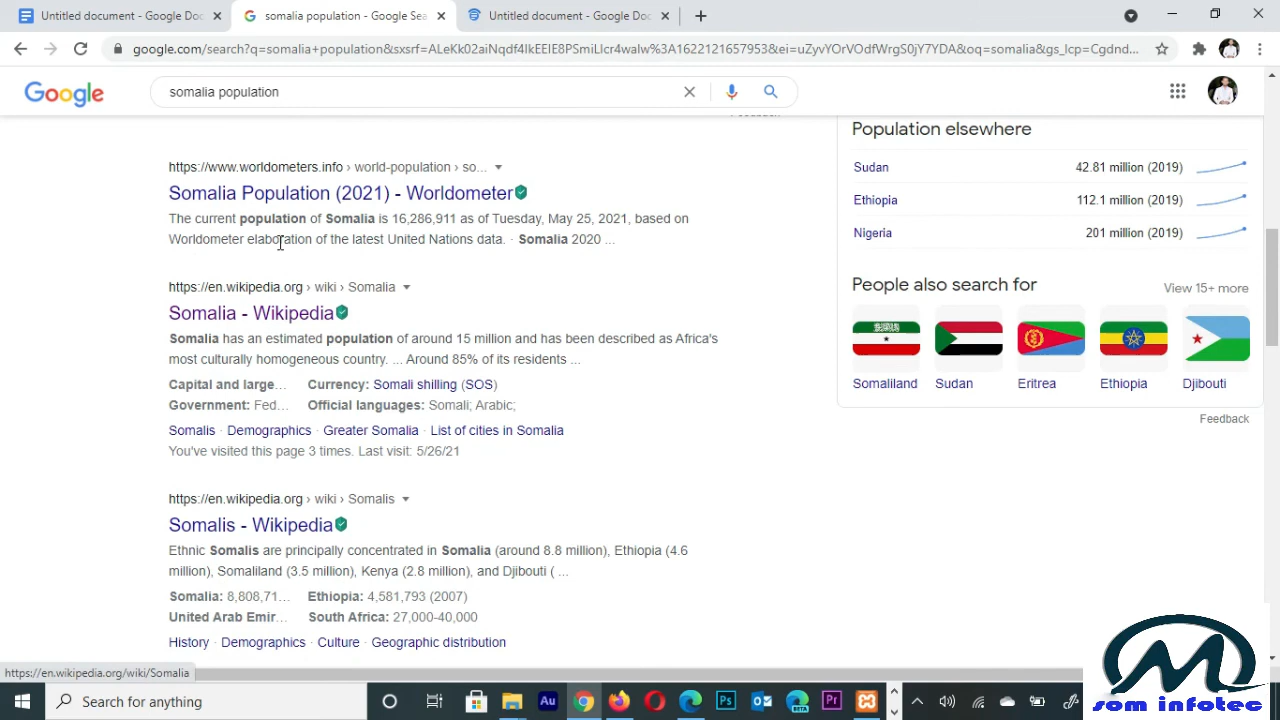 Untitled document - Google Doc
somalia population - Google Sea
Untitled document - Google Doc
google.com/search?q=somalia+population&sxsrf=ALeKk02aiNqdf4lkEEIE8PSmiLlcr4walw%3A1622121657953&ei=uZyvYOrVOdfWrgS0jY7YDA&oq=somalia&gs_lcp=Cgdnd...
Google
somalia population
https://www.worldometers.info › world-population › so...
Somalia Population (2021) - Worldometer
The current population of Somalia is 16,286,911 as of Tuesday, May 25, 2021, based on
Worldometer elaboration of the latest United Nations data. · Somalia 2020 ...
https://en.wikipedia.org › wiki › Somalia
Somalia - Wikipedia
Somalia has an estimated population of around 15 million and has been described as Africa's
most culturally homogeneous country. ... Around 85% of its residents ...
Capital and large... Currency: Somali shilling (SOS)
Government: Fed... Official languages: Somali; Arabic;
Somalis · Demographics · Greater Somalia · List of cities in Somalia
You've visited this page 3 times. Last visit: 5/26/21
https://en.wikipedia.org › wiki › Somalis
Somalis - Wikipedia
Ethnic Somalis are principally concentrated in Somalia (around 8.8 million), Ethiopia (4.6
million), Somaliland (3.5 million), Kenya (2.8 million), and Djibouti ( ...
Somalia: 8,808,71... Ethiopia: 4,581,793 (2007)
United Arab Emir... South Africa: 27,000-40,000
History · Demographics · Culture · Geographic distribution
Feedback
Population elsewhere
Sudan 42.81 million (2019)
Ethiopia 112.1 million (2019)
Nigeria 201 million (2019)
People also search for
View 15+ more
Somaliland Sudan Eritrea Ethiopia Djibouti
Feedback
https://en.wikipedia.org/wiki/Somalia
Search for anything
Au
Ps
BETA
Pr
som infotec